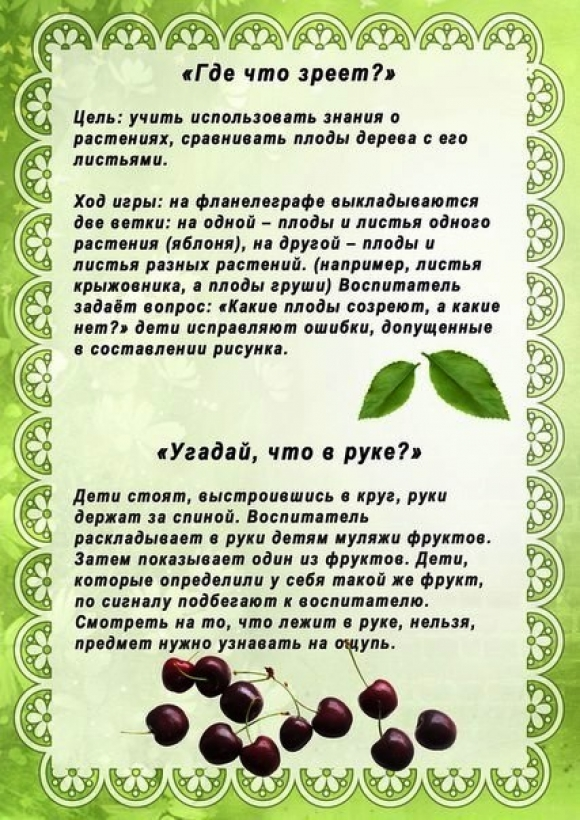 «Где что зреет?»
Цель: учить использовать знания о
растениях, сравнивать плоды дерева с его
листьями.
Ход игры: на фланелеграфе выкладываются
две ветки: на одной – плоды и листья одного
растения (яблоня), на другой – плоды и
листья разных растений. (например, листья
крыжовника, а плоды груши) Воспитатель
задаёт вопрос: «Какие плоды созреют, а какие
нет?» дети исправляют ошибки, допущенные
в составлении рисунка.
«Угадай, что в руке?»
Дети стоят, выстроившись в круг, руки
держат за спиной. Воспитатель
раскладывает в руки детям муляжи фруктов.
Затем показывает один из фруктов. Дети,
которые определили у себя такой же фрукт,
по сигналу подбегают к воспитателю.
Смотреть на то, что лежит в руке, нельзя,
предмет нужно узнавать на ощупь.